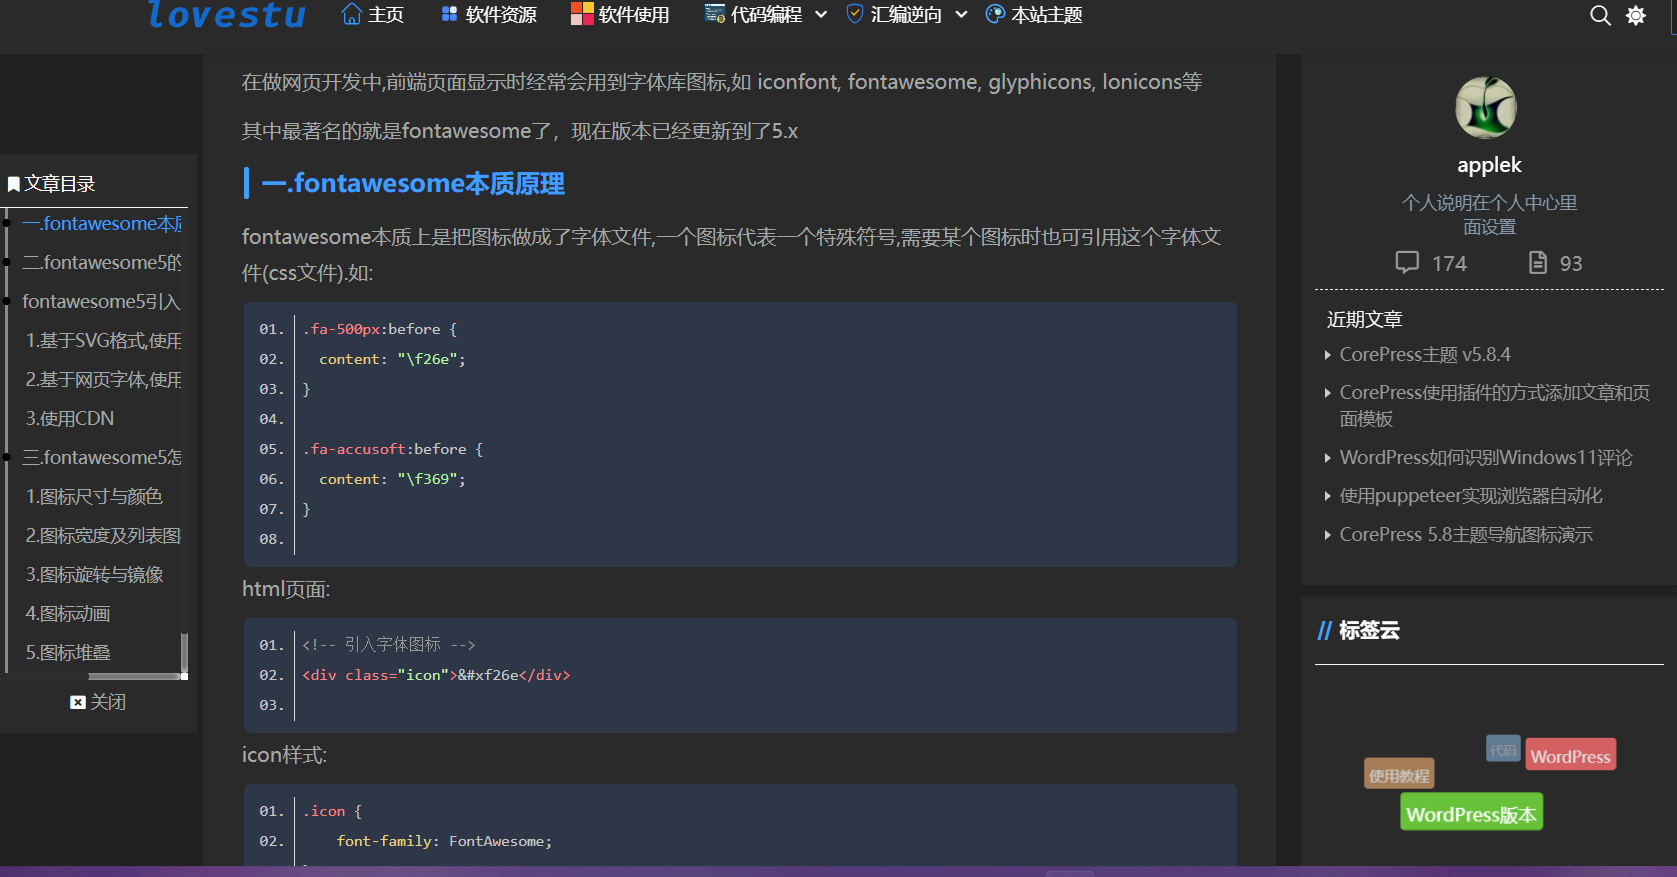 lovestu 主页 软件资源 软件使用 代码编程 汇编逆向 本站主题
文章目录
一.fontawesome本质
二.fontawesome5的
fontawesome5引入
1.基于SVG格式,使用
2.基于网页字体,使用
3.使用CDN
三.fontawesome5怎
1.图标尺寸与颜色
2.图标宽度及列表图
3.图标旋转与镜像
4.图标动画
5.图标堆叠
关闭
在做网页开发中,前端页面显示时经常会用到字体库图标,如 iconfont, fontawesome, glyphicons, lonicons等
其中最著名的就是fontawesome了，现在版本已经更新到了5.x
一.fontawesome本质原理
fontawesome本质上是把图标做成了字体文件,一个图标代表一个特殊符号,需要某个图标时也可引用这个字体文
件(css文件).如:
01. .fa-500px:before {
02. content: "\f26e";
03. }
04.
05. .fa-accusoft:before {
06. content: "\f369";
07. }
08.
html页面:
01. <!-- 引入字体图标 -->
02. <div class="icon">&#xf26e</div>
03.
icon样式:
01. .icon {
02. font-family: FontAwesome;
applek
个人说明在个人中心里
面设置
174 93
近期文章
CorePress主题 v5.8.4
CorePress使用插件的方式添加文章和页
面模板
WordPress如何识别Windows11评论
使用puppeteer实现浏览器自动化
CorePress 5.8主题导航图标演示
// 标签云
代码
WordPress
使用教程
WordPress版本